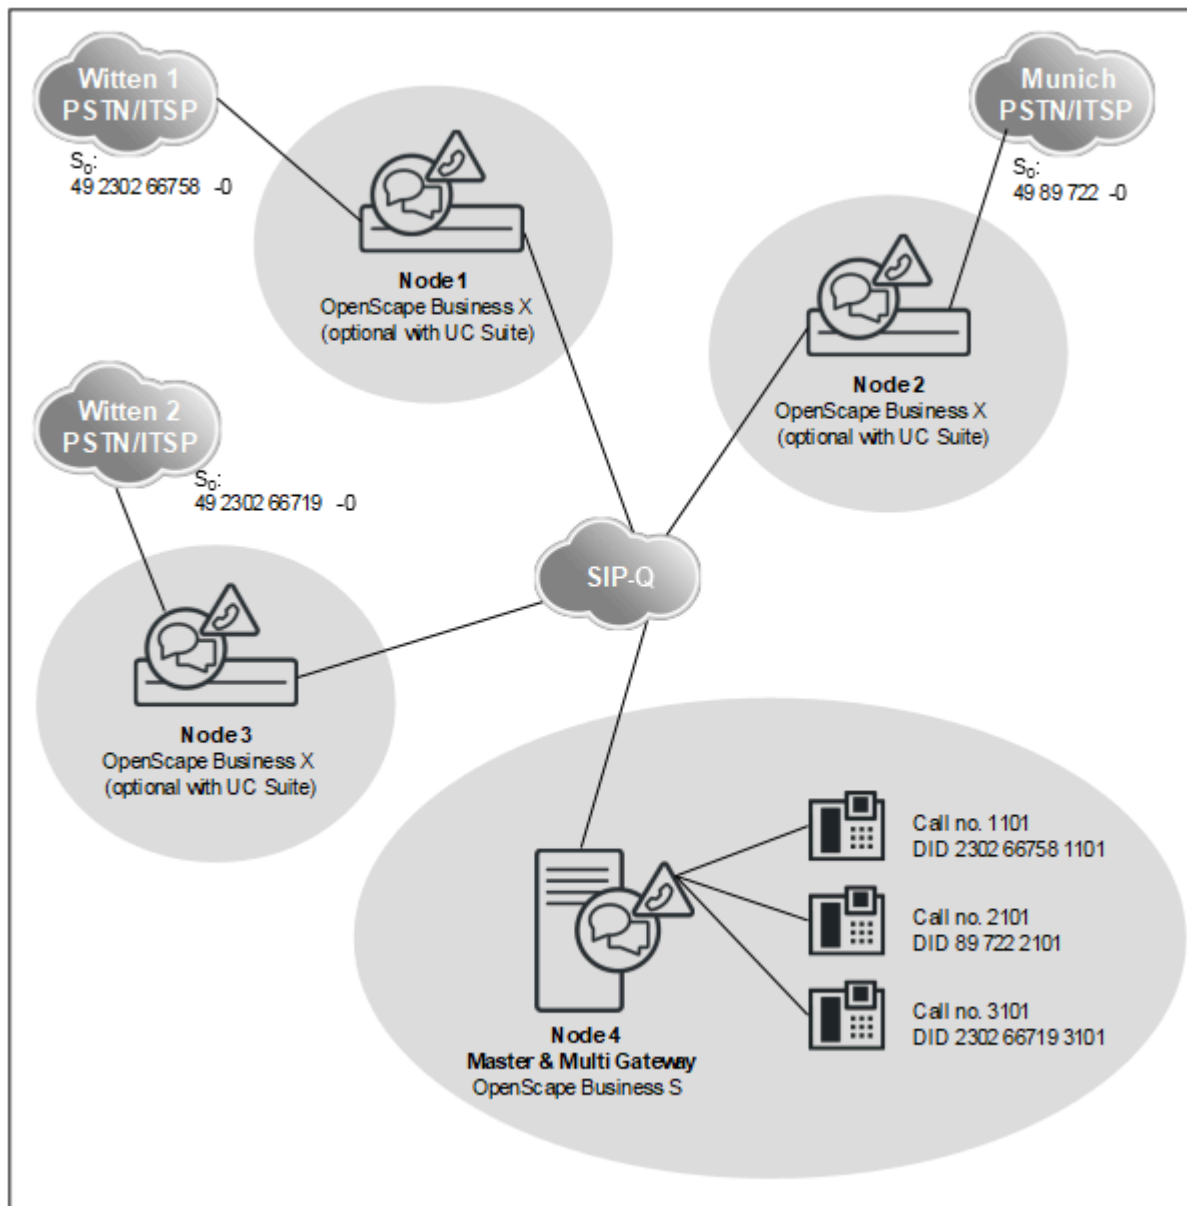 Witten 1
PSTN/ITSP
S0:
49 2302 66758 -0
Munich
PSTN/ITSP
S0:
49 89 722 -0
Node 1
OpenScape Business X
(optional with UC Suite)
Node 2
OpenScape Business X
(optional with UC Suite)
Witten 2
PSTN/ITSP
S0:
49 2302 66719 -0
SIP-Q
Node 3
OpenScape Business X
(optional with UC Suite)
Call no. 1101
DID 2302 66758 1101
Call no. 2101
DID 89 722 2101
Call no. 3101
DID 2302 66719 3101
Node 4
Master & Multi Gateway
OpenScape Business S